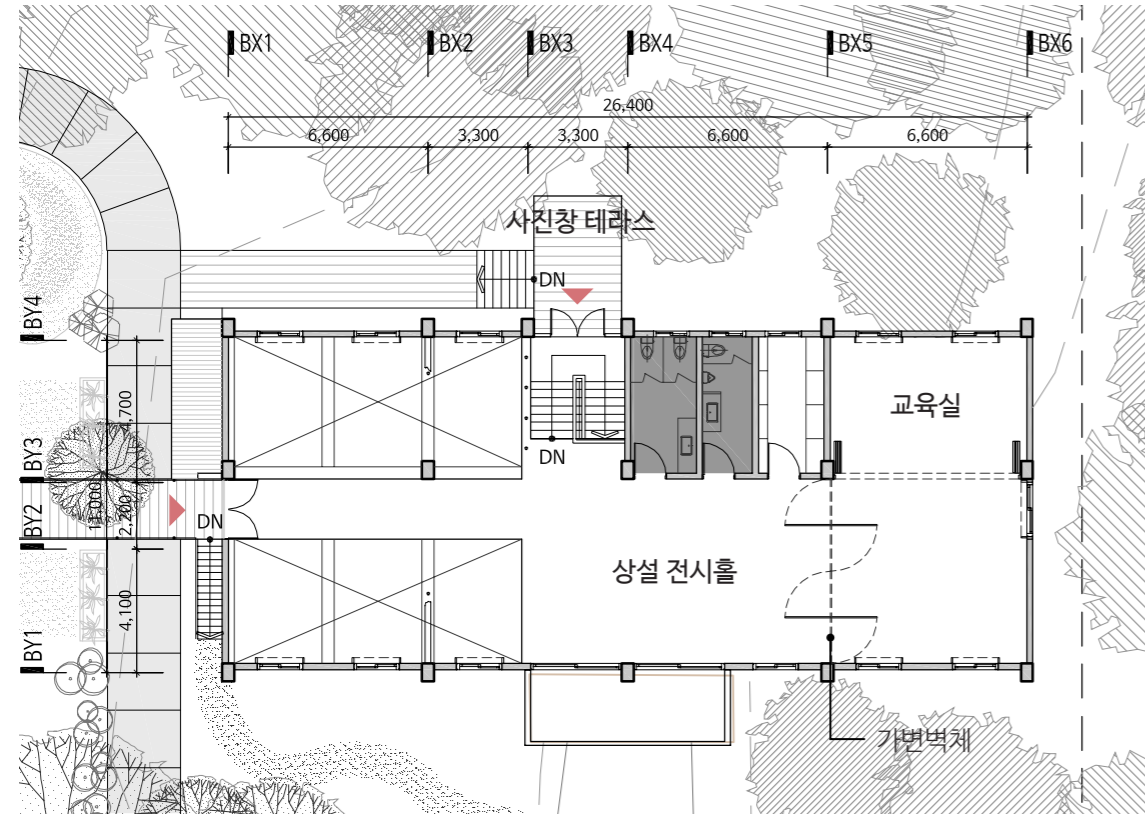 BX1 BX2 BX3 BX4 BX5 BX6
26,400
6,600 3,300 3,300 6,600 6,600
사진창 테라스
DN
BY4
4,700
교육실
BY3
DN
11,000
2,200
BY2
DN
상설 전시홀
4,100
BY1
가변벽체